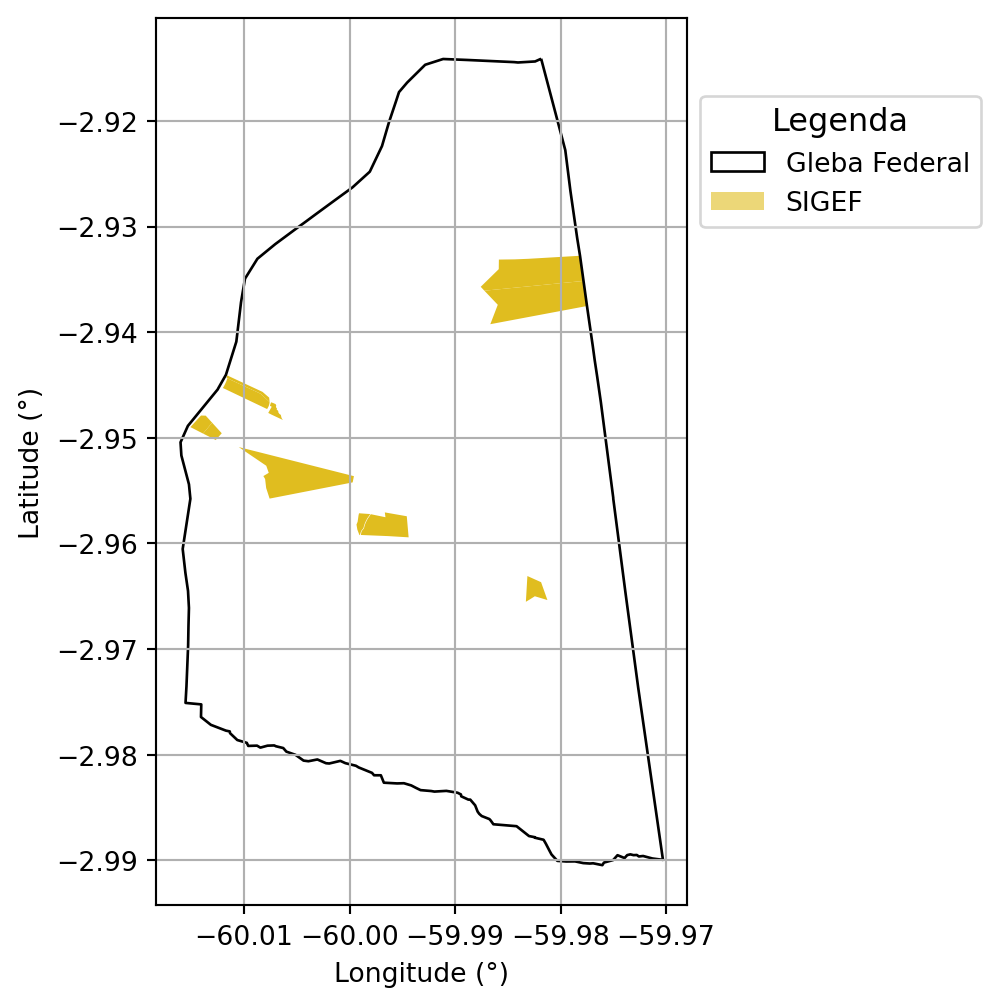 Legenda
Gleba Federal
SIGEF
−2.92
−2.93
−2.94
−2.95
−2.96
−2.97
−2.98
−2.99
Latitude (°)
−60.01 −60.00 −59.99 −59.98 −59.97
Longitude (°)